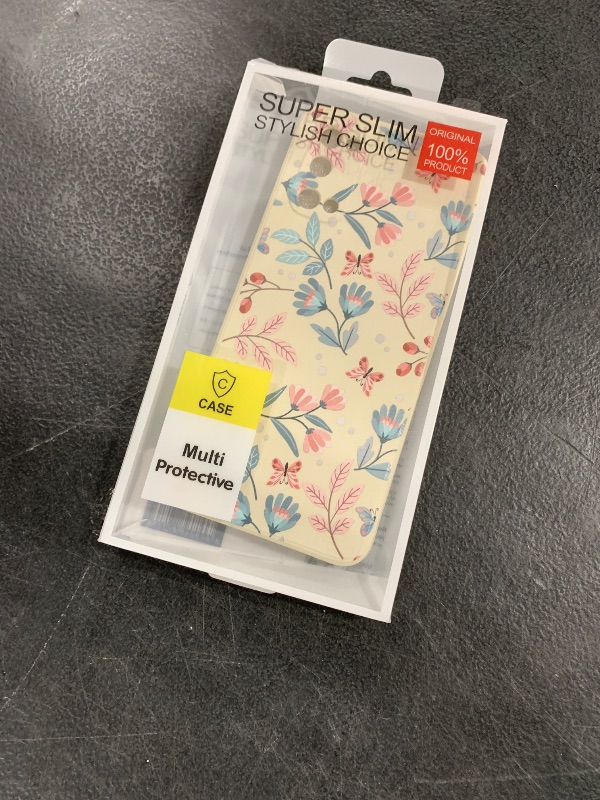 SUPER SLIM
STYLISH CHOICE
ORIGINAL
100%
PRODUCT
C
CASE
Multi
Protective